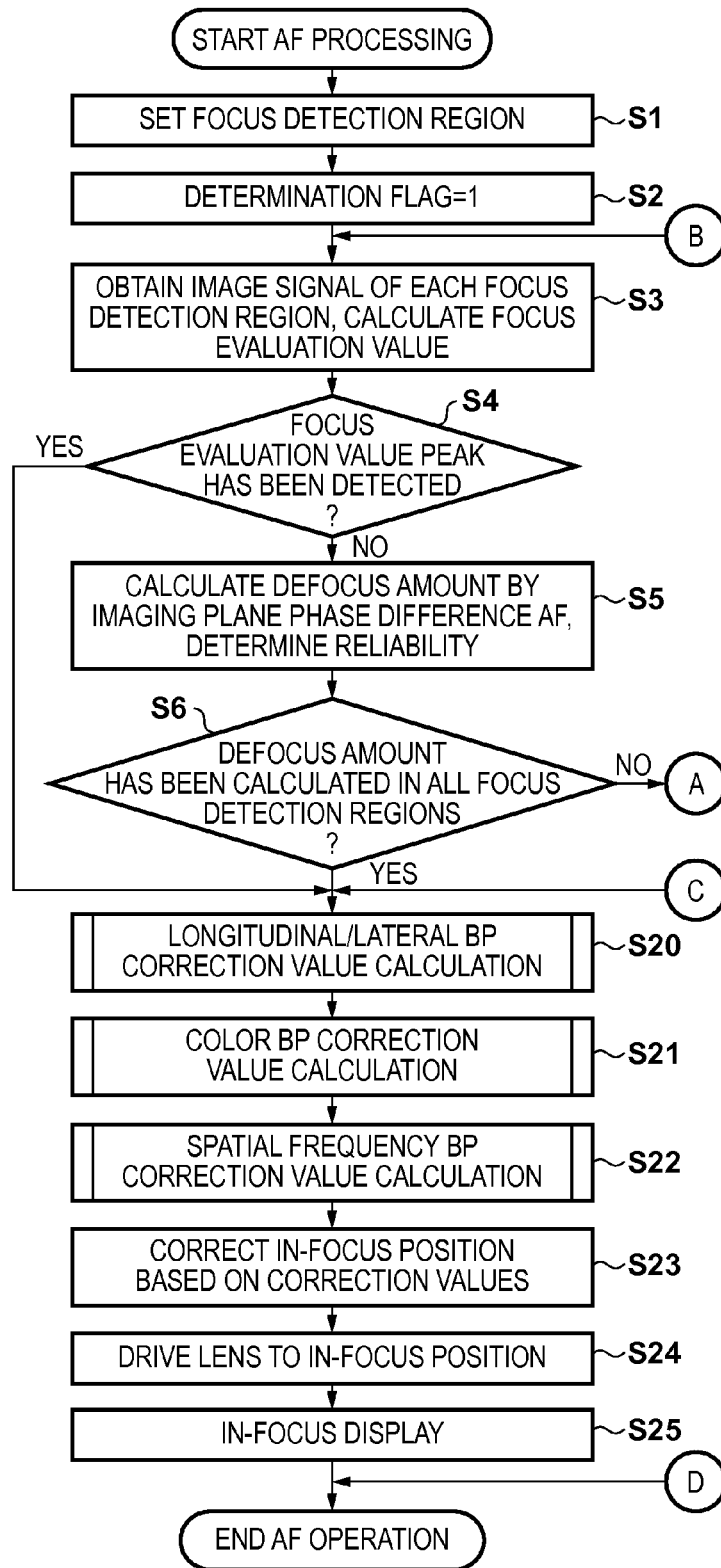 START AF PROCESSING
SET FOCUS DETECTION REGION
S1
DETERMINATION FLAG=1
S2
B
OBTAIN IMAGE SIGNAL OF EACH FOCUS
DETECTION REGION, CALCULATE FOCUS
EVALUATION VALUE
S3
S4
YES
FOCUS
EVALUATION VALUE PEAK
HAS BEEN DETECTED
?
NO
CALCULATE DEFOCUS AMOUNT BY
IMAGING PLANE PHASE DIFFERENCE AF,
DETERMINE RELIABILITY
S5
S6
DEFOCUS AMOUNT
HAS BEEN CALCULATED IN ALL FOCUS
DETECTION REGIONS
?
NO
A
YES
C
LONGITUDINAL/LATERAL BP
CORRECTION VALUE CALCULATION
S20
COLOR BP CORRECTION
VALUE CALCULATION
S21
SPATIAL FREQUENCY BP
CORRECTION VALUE CALCULATION
S22
CORRECT IN-FOCUS POSITION
BASED ON CORRECTION VALUES
S23
DRIVE LENS TO IN-FOCUS POSITION
S24
IN-FOCUS DISPLAY
S25
D
END AF OPERATION